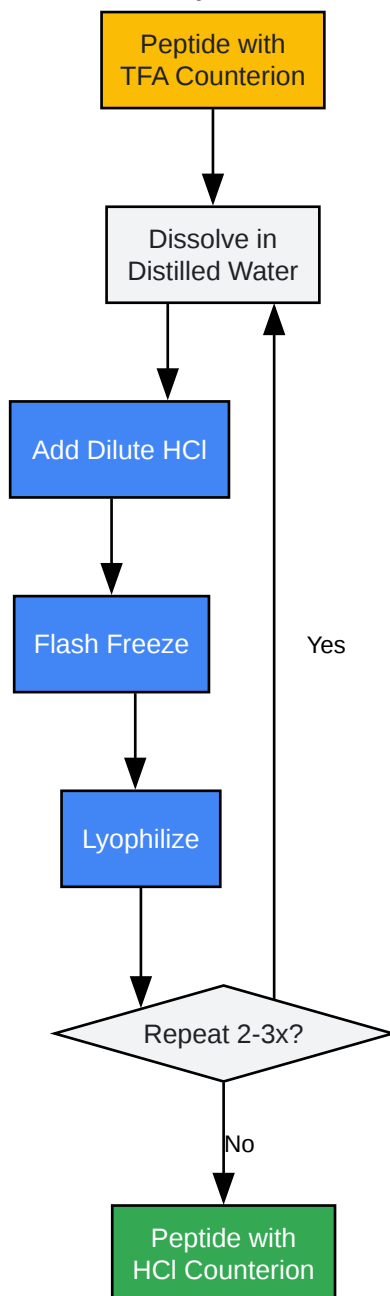 Peptide with
TFA Counterion
Dissolve in
Distilled Water
Add Dilute HCl
Flash Freeze
Yes
Lyophilize
Repeat 2-3x?
No
Peptide with
HCl Counterion